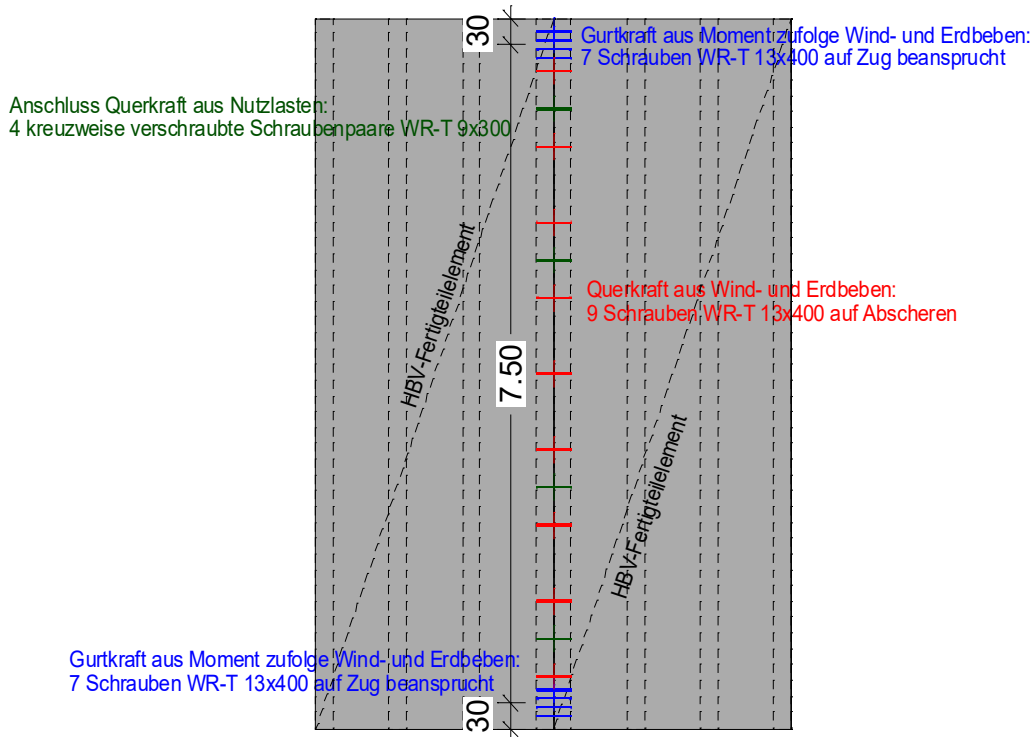 30
Gurtkraft aus Moment zufolge Wind- und Erdbeben:
7 Schrauben WR-T 13x400 auf Zug beansprucht
Anschluss Querkraft aus Nutzlasten:
4 kreuzweise verschraubte Schraubenpaare WR-T 9x300
HBV-Fertigteilelement
Querkraft aus Wind- und Erdbeben:
9 Schrauben WR-T 13x400 auf Abscheren
7.50
HBV-Fertigteilelement
Gurtkraft aus Moment zufolge Wind- und Erdbeben:
7 Schrauben WR-T 13x400 auf Zug beansprucht
30